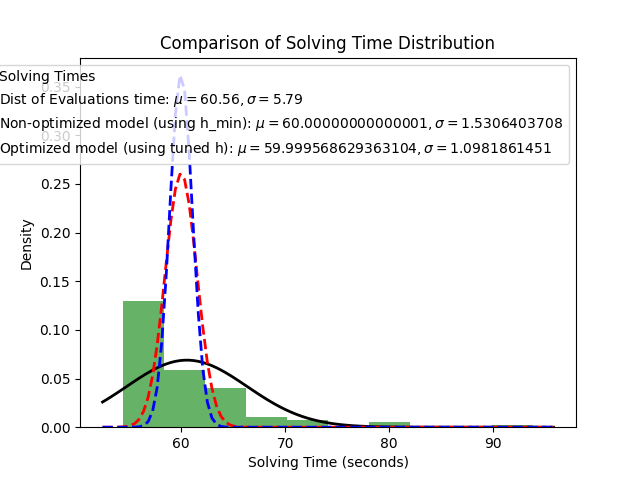 Comparison of Solving Time Distribution
Solving Times
Dist of Evaluations time: μ = 60.56, σ = 5.79
Non-optimized model (using h_min): μ = 60.00000000000001, σ = 1.5306403708
Optimized model (using tuned h): μ = 59.999568629363104, σ = 1.0981861451
Density
0.35
0.30
0.25
0.20
0.15
0.10
0.05
0.00
60 70 80 90
Solving Time (seconds)